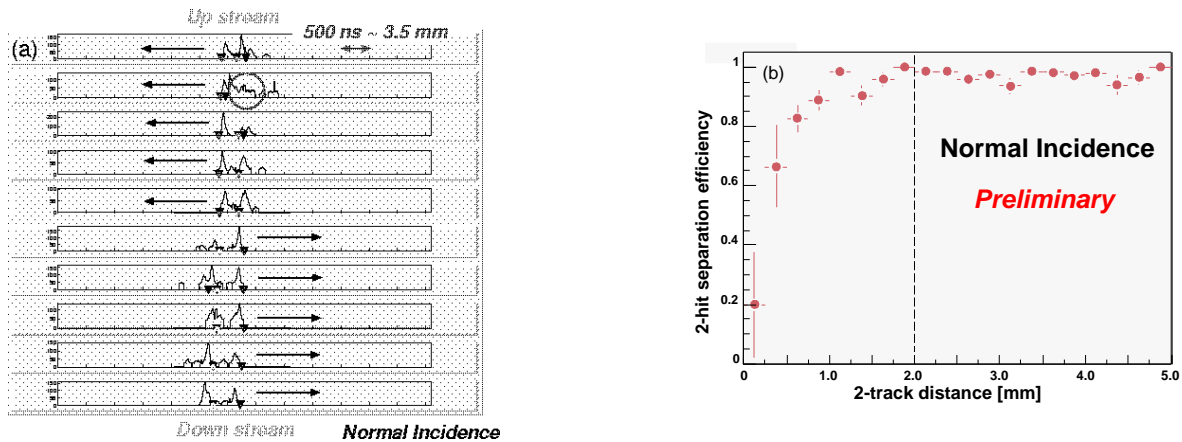 Up stream
(a)
500 ns ~ 3.5 mm
Down stream
Normal Incidence
(b)
2-hit separation efficiency
1
0.8
0.6
0.4
0.2
0
Normal Incidence
Preliminary
0 1.0 2.0 3.0 4.0 5.0
2-track distance [mm]